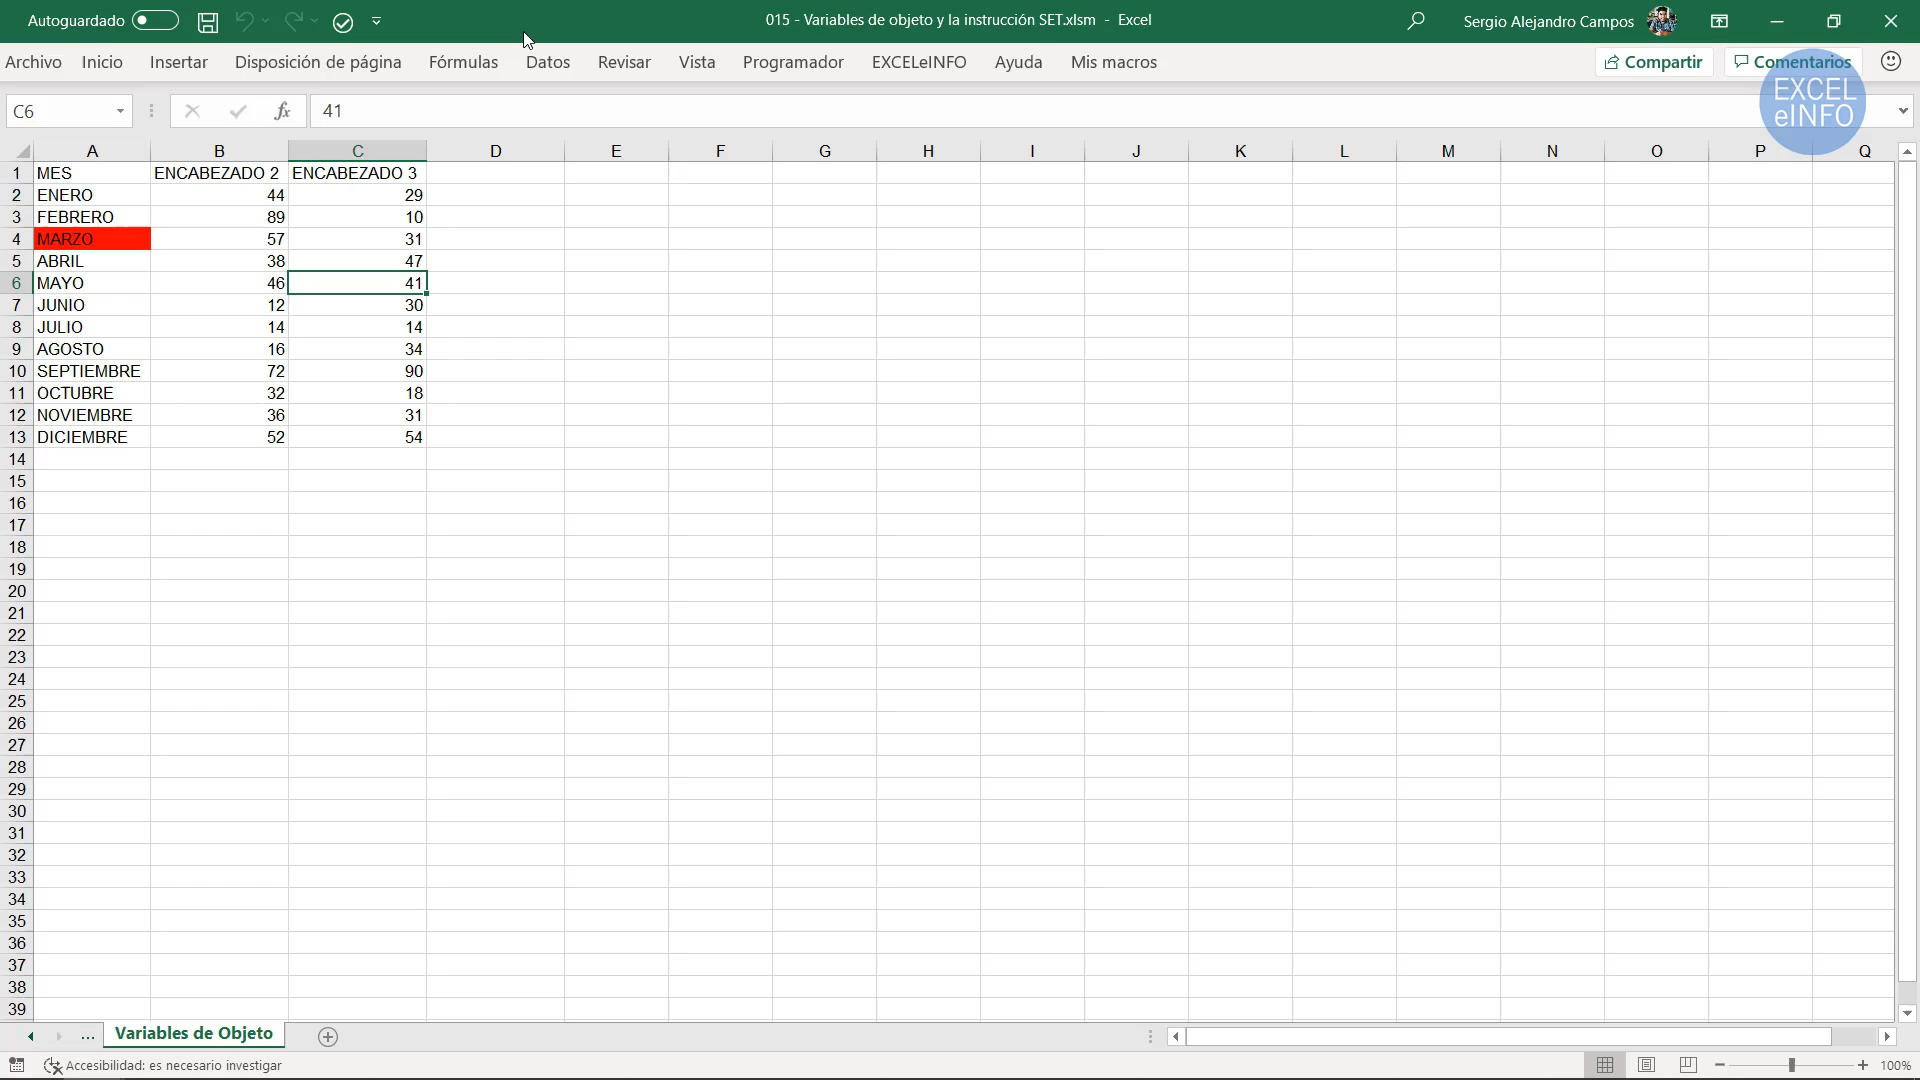 Autoguardado
015 - Variables de objeto y la instrucción SET.xlsm - Excel
Sergio Alejandro Campos
Archivo Inicio Insertar Disposición de página Fórmulas Datos Revisar Vista Programador EXCELeINFO Ayuda Mis macros Compartir Comentarios
EXCEL
eINFO
C6 fx 41
A B C D E F G H I J K L M N O P Q
1 MES ENCABEZADO 2 ENCABEZADO 3
2 ENERO 44 29
3 FEBRERO 89 10
4 MARZO 57 31
5 ABRIL 38 47
6 MAYO 46 41
7 JUNIO 12 30
8 JULIO 14 14
9 AGOSTO 16 34
10 SEPTIEMBRE 72 90
11 OCTUBRE 32 18
12 NOVIEMBRE 36 31
13 DICIEMBRE 52 54
14
15
16
17
18
19
20
21
22
23
24
25
26
27
28
29
30
31
32
33
34
35
36
37
38
39
... Variables de Objeto
Accesibilidad: es necesario investigar
100%